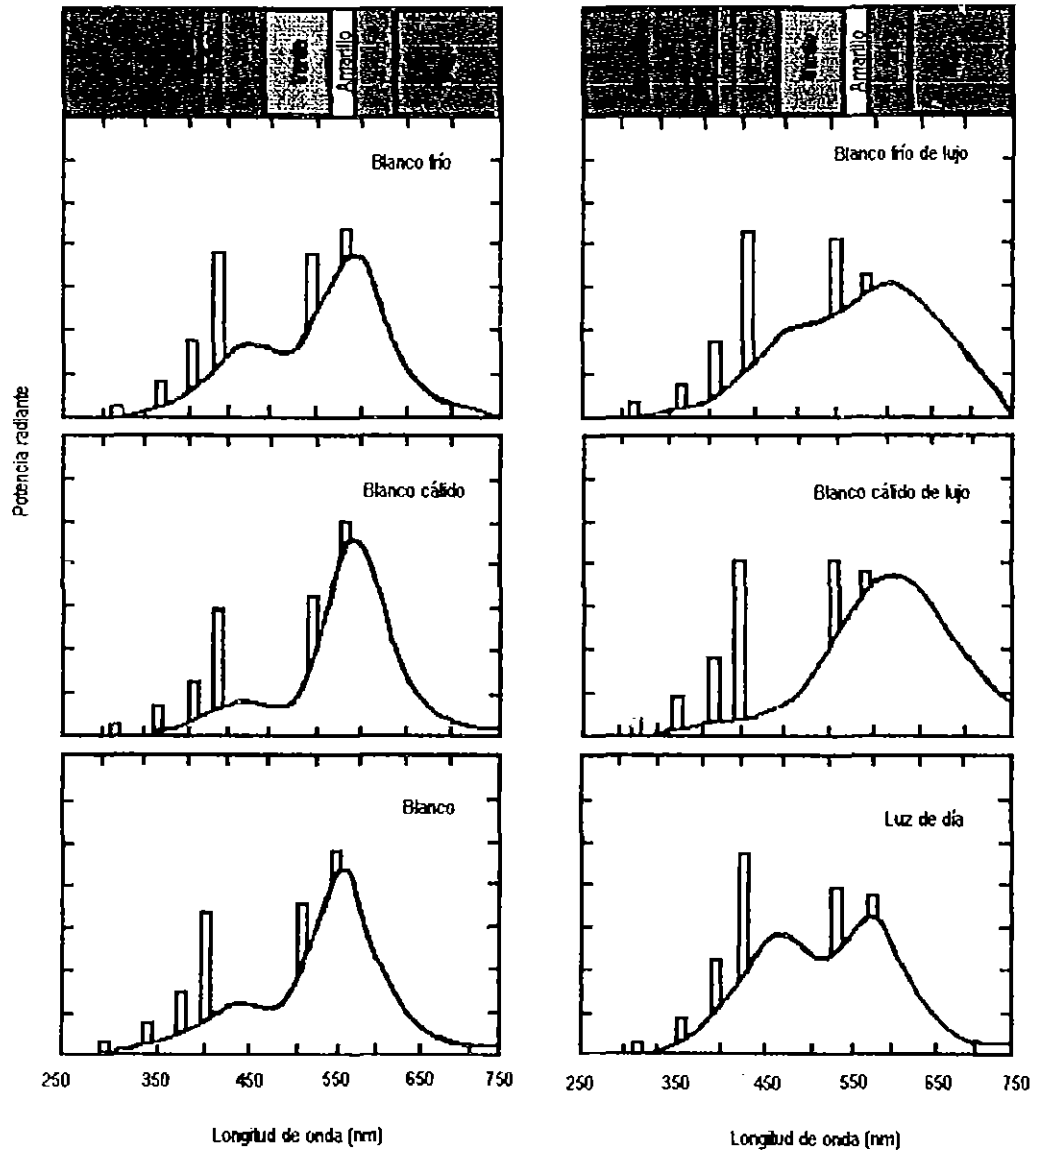 Amarillo
Amarillo
Blanco frío
Blanco frío de lujo
Potencia radiante
Blanco cálido
Blanco cálido de lujo
Blanco
Luz de día
250 350 450 550 650 750
250 350 450 550 650 750
Longitud de onda (nm)
Longitud de onda (nm)